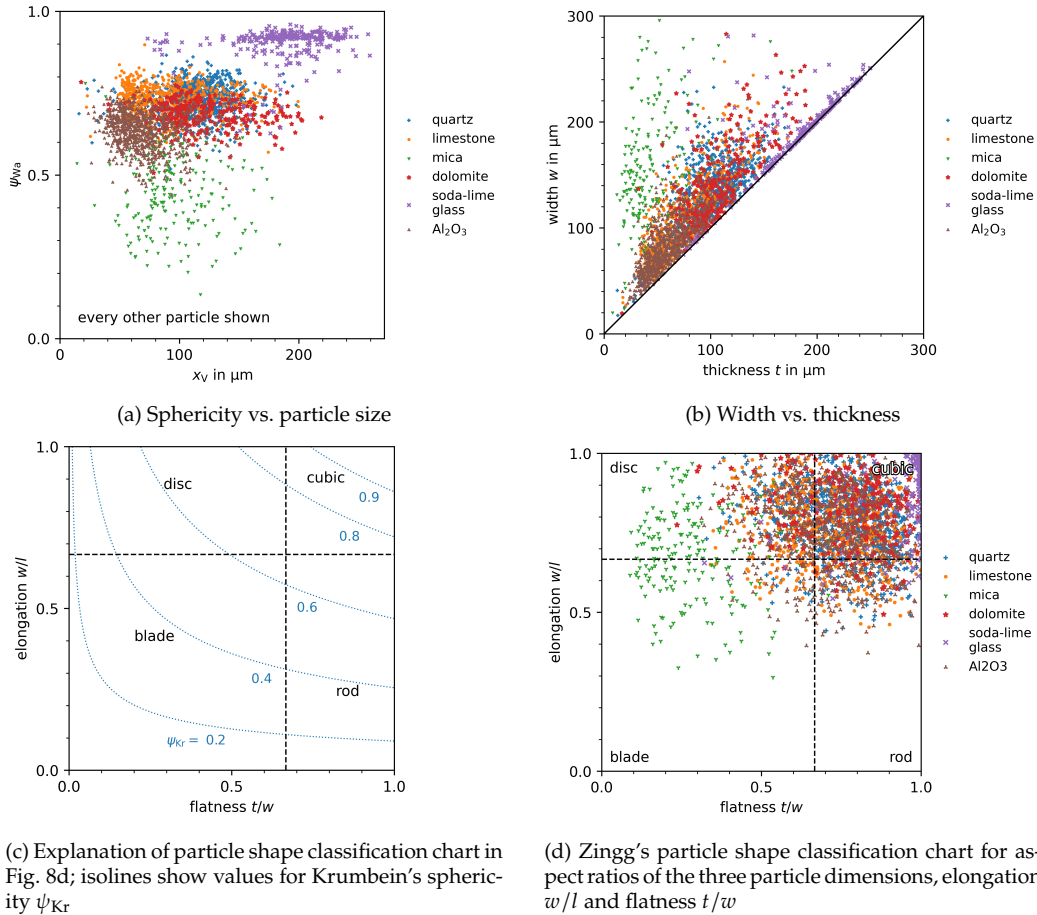 1.0
0.5
0.0
ψWa
0
100
200
xV in µm
every other particle shown
quartz
limestone
mica
dolomite
soda-lime
glass
Al2O3
(a) Sphericity vs. particle size
300
200
100
0
width w in µm
0
100
200
300
thickness t in µm
quartz
limestone
mica
dolomite
soda-lime
glass
Al2O3
(b) Width vs. thickness
1.0
0.5
0.0
elongation w/l
disc
cubic
0.9
0.8
0.6
blade
0.4
rod
ψKr = 0.2
0.0
0.5
1.0
flatness t/w
(c) Explanation of particle shape classification chart in
Fig. 8d; isolines show values for Krumbein's spheric-
ity ψKr
1.0
0.5
0.0
elongation w/l
disc
cubic
blade
rod
0.0
0.5
1.0
flatness t/w
quartz
limestone
mica
dolomite
soda-lime
glass
Al2O3
(d) Zingg's particle shape classification chart for as-
pect ratios of the three particle dimensions, elongation
w/l and flatness t/w